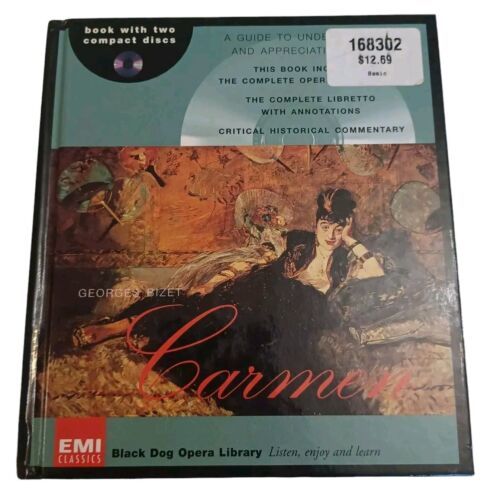 book with two
compact discs
A GUIDE TO UNDE
AND APPRECIATI
168302
$12.69
THIS BOOK INC
THE COMPLETE OPER
THE COMPLETE LIBRETTO
WITH ANNOTATIONS
CRITICAL HISTORICAL COMMENTARY
GEORGES BIZET
Carmen
EMI
CLASSICS
Black Dog Opera Library Listen, enjoy and learn